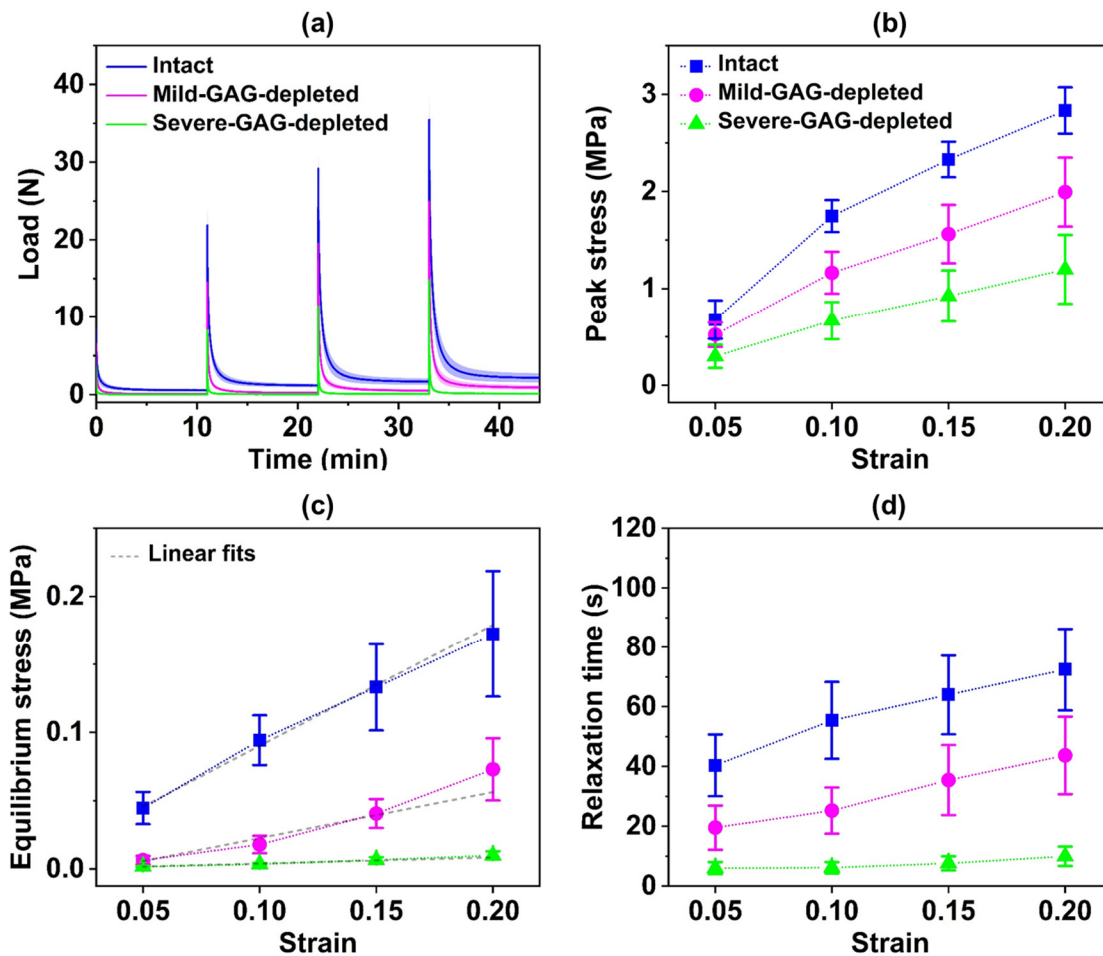 (a)
Intact
Mild-GAG-depleted
Severe-GAG-depleted
40
30
20
10
0
Load (N)
0 10 20 30 40
Time (min)
(b)
Intact
Mild-GAG-depleted
Severe-GAG-depleted
3
2
1
0
Peak stress (MPa)
0.05 0.10 0.15 0.20
Strain
(c)
Linear fits
0.2
0.1
0.0
Equilibrium stress (MPa)
0.05 0.10 0.15 0.20
Strain
(d)
120
100
80
60
40
20
0
Relaxation time (s)
0.05 0.10 0.15 0.20
Strain